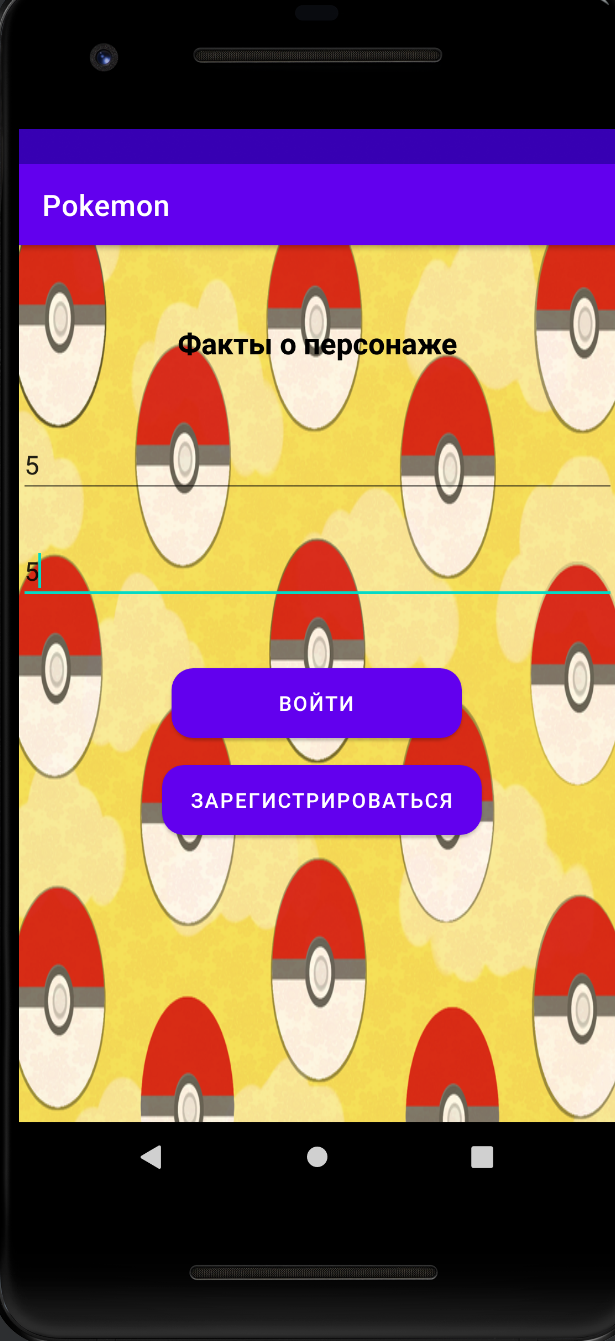 Pokemon
Факты о персонаже
5
5
ВОЙТИ
ЗАРЕГИСТРИРОВАТЬСЯ